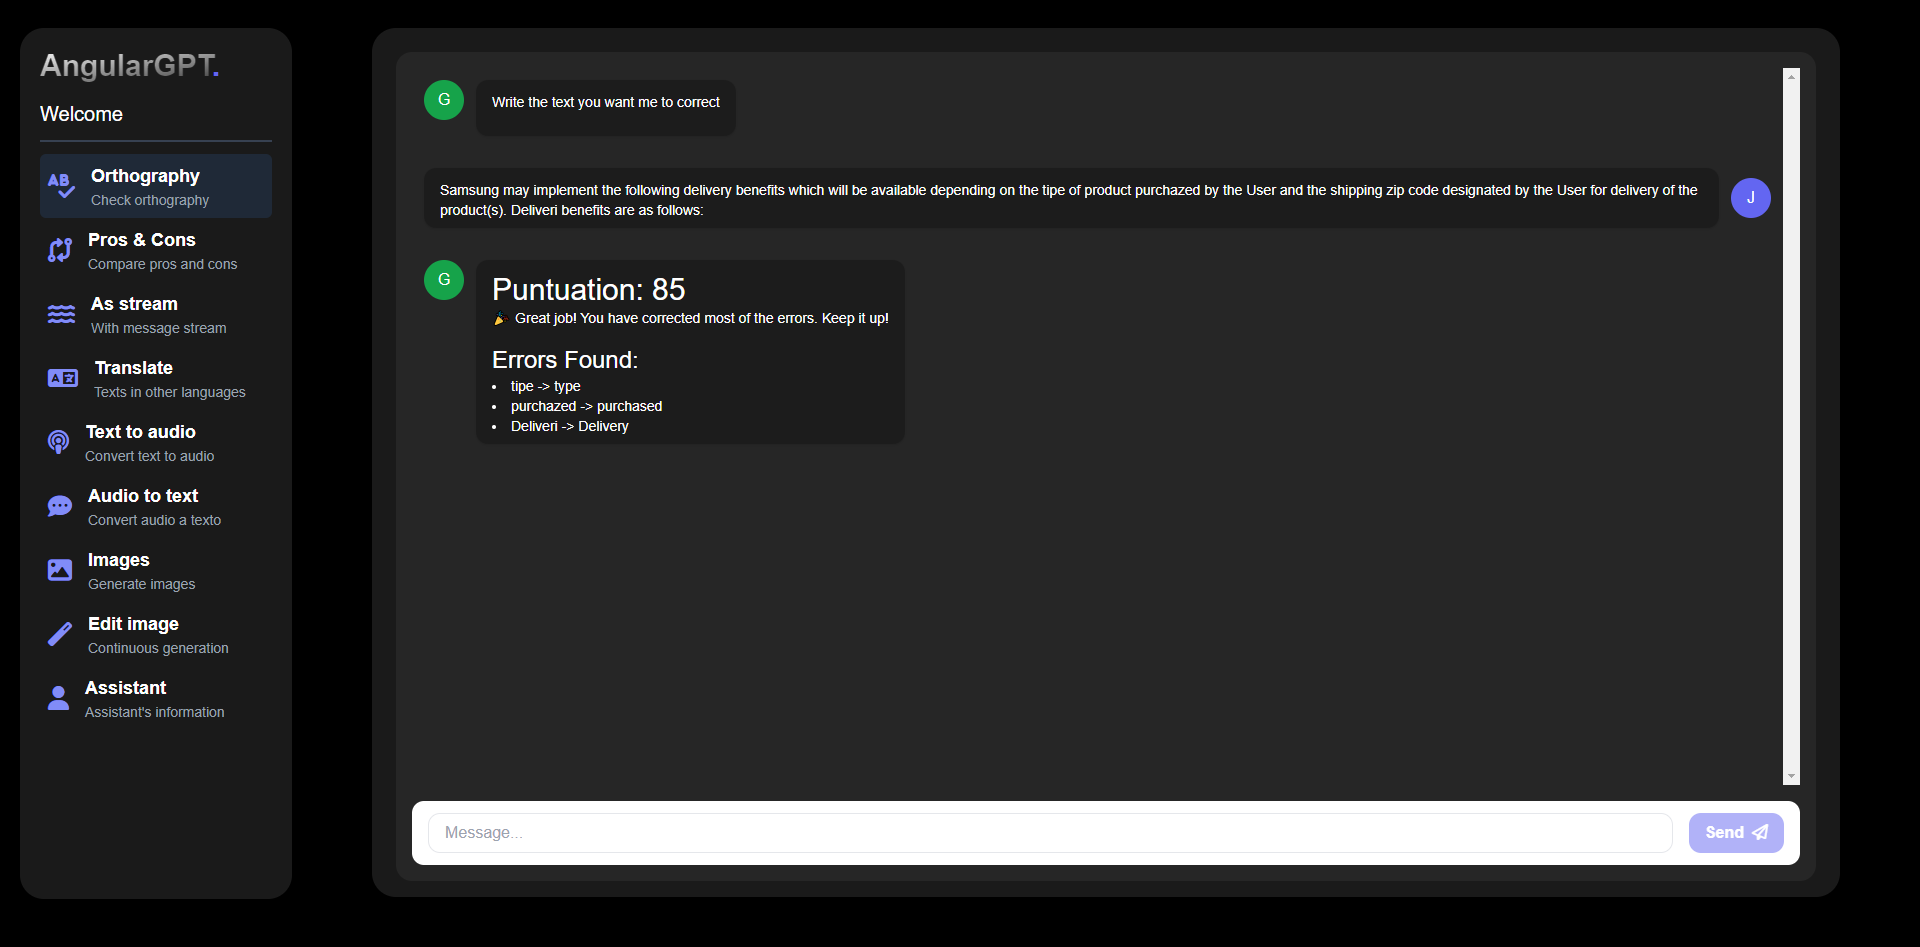 AngularGPT.
Welcome
Orthography
Check orthography
Pros & Cons
Compare pros and cons
As stream
With message stream
Translate
Texts in other languages
Text to audio
Convert text to audio
Audio to text
Convert audio a texto
Images
Generate images
Edit image
Continuous generation
Assistant
Assistant's information
G
Write the text you want me to correct
Samsung may implement the following delivery benefits which will be available depending on the tipe of product purchazed by the User and the shipping zip code designated by the User for delivery of the
product(s). Deliveri benefits are as follows:
J
G
Puntuation: 85
🎉 Great job! You have corrected most of the errors. Keep it up!
Errors Found:
• tipe -> type
• purchazed -> purchased
• Deliveri -> Delivery
Message...
Send